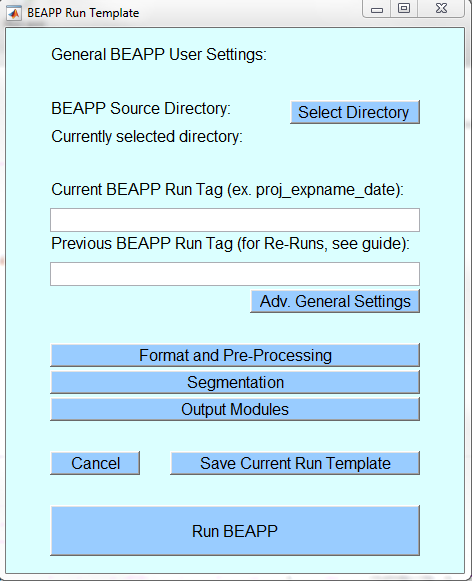 BEAPP Run Template
General BEAPP User Settings:
BEAPP Source Directory:
Select Directory
Currently selected directory:
Current BEAPP Run Tag (ex. proj_expname_date):
Previous BEAPP Run Tag (for Re-Runs, see guide):
Adv. General Settings
Format and Pre-Processing
Segmentation
Output Modules
Cancel
Save Current Run Template
Run BEAPP